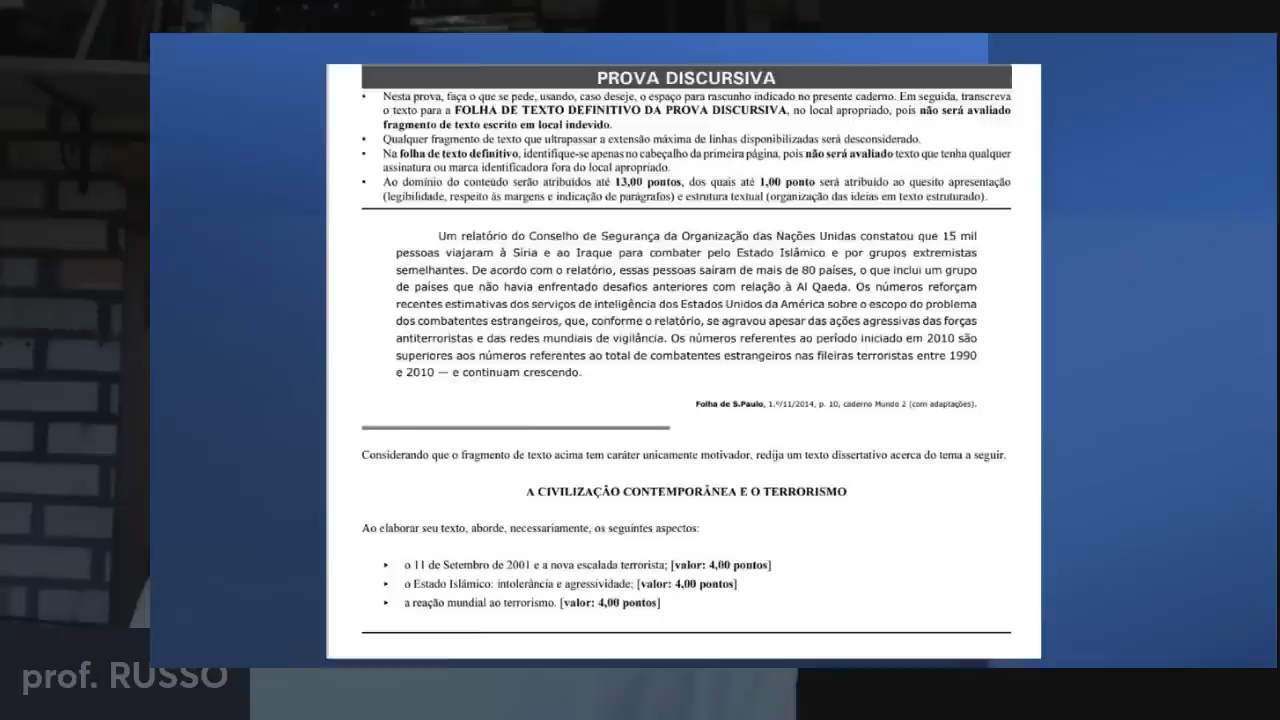 PROVA DISCURSIVA
• Nesta prova, faça o que se pede, usando, caso deseje, o espaço para rascunho indicado no presente caderno. Em seguida, transcreva
o texto para a FOLHA DE TEXTO DEFINITIVO DA PROVA DISCURSIVA, no local apropriado, pois não será avaliado
fragmento de texto escrito em local indevido.
• Qualquer fragmento de texto que ultrapassar a extensão máxima de linhas disponibilizadas será desconsiderado.
• Na folha de texto definitivo, identifique-se apenas no cabeçalho da primeira página, pois não será avaliado texto que tenha qualquer
assinatura ou marca identificadora fora do local apropriado.
• Ao domínio do conteúdo serão atribuídos até 13,00 pontos, dos quais até 1,00 ponto será atribuído ao quesito apresentação
(legibilidade, respeito às margens e indicação de parágrafos) e estrutura textual (organização das ideias em texto estruturado).
Um relatório do Conselho de Segurança da Organização das Nações Unidas constatou que 15 mil
pessoas viajaram à Síria e ao Iraque para combater pelo Estado Islâmico e por grupos extremistas
semelhantes. De acordo com o relatório, essas pessoas saíram de mais de 80 países, o que inclui um grupo
de países que não havia enfrentado desafios anteriores com relação à Al Qaeda. Os números reforçam
recentes estimativas dos serviços de inteligência dos Estados Unidos da América sobre o escopo do problema
dos combatentes estrangeiros, que, conforme o relatório, se agravou apesar das ações agressivas das forças
antiterroristas e das redes mundiais de vigilância. Os números referentes ao período iniciado em 2010 são
superiores aos números referentes ao total de combatentes estrangeiros nas fileiras terroristas entre 1990
e 2010 — e continuam crescendo.
Folha de S.Paulo, 1.º/11/2014, p. 10, caderno Mundo 2 (com adaptações).
Considerando que o fragmento de texto acima tem caráter unicamente motivador, redija um texto dissertativo acerca do tema a seguir.
A CIVILIZAÇÃO CONTEMPORÂNEA E O TERRORISMO
Ao elaborar seu texto, aborde, necessariamente, os seguintes aspectos:
‣ o 11 de Setembro de 2001 e a nova escalada terrorista; [valor: 4,00 pontos]
‣ o Estado Islâmico: intolerância e agressividade; [valor: 4,00 pontos]
‣ a reação mundial ao terrorismo. [valor: 4,00 pontos]
prof. RUSSO